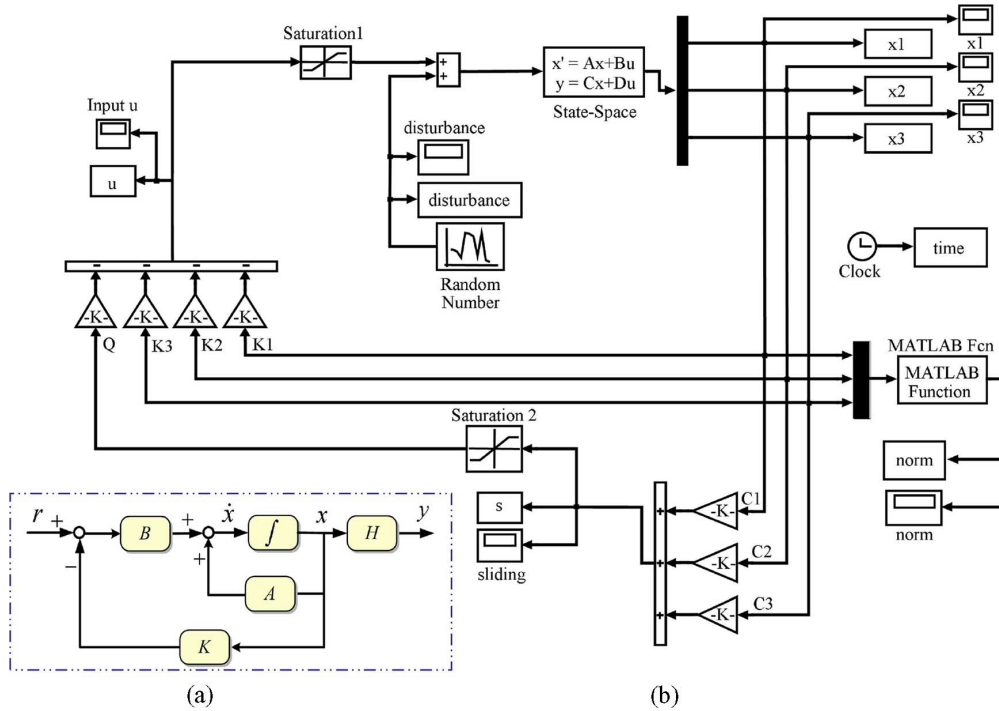 Saturation1
x1
x1
x' = Ax+Bu
y = Cx+Du
State-Space
x2
x2
x3
x3
Input u
u
disturbance
disturbance
Random
Number
+
+
time
Clock
- - - -
-K- -K- -K- -K-
Q K3 K2 K1
MATLAB Fcn
MATLAB
Function
Saturation 2
norm
norm
s
sliding
C1
-K-
C2
-K-
C3
-K-
+
+
+
r + B + ẋ ∫ x H y
− +
A
K
(a) (b)